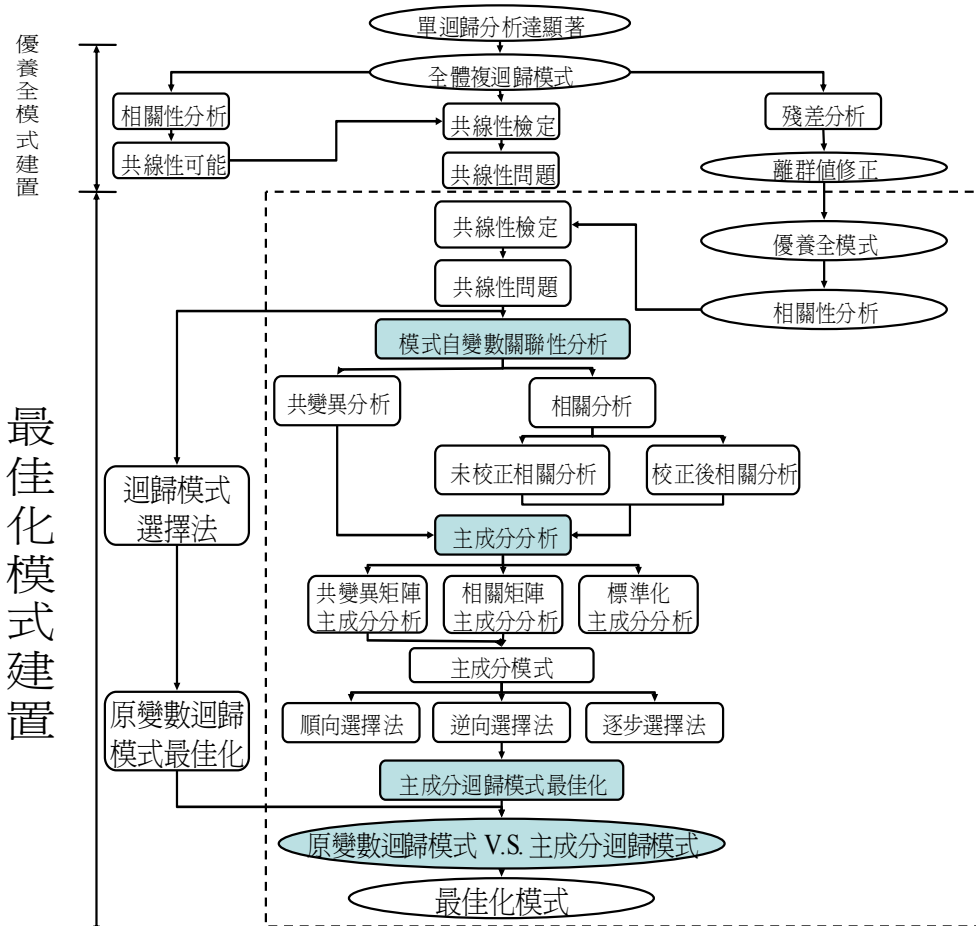 單迴歸分析達顯著
優養全模式建置
全體複迴歸模式
相關性分析
共線性檢定
殘差分析
共線性可能
共線性問題
離群值修正
共線性檢定
優養全模式
共線性問題
相關性分析
模式自變數關聯性分析
共變異分析
相關分析
最佳化模式建置
未校正相關分析
校正後相關分析
迴歸模式
選擇法
主成分分析
共變異矩陣
主成分分析
相關矩陣
主成分分析
標準化
主成分分析
主成分模式
原變數迴歸
模式最佳化
順向選擇法
逆向選擇法
逐步選擇法
主成分迴歸模式最佳化
原變數迴歸模式 V.S. 主成分迴歸模式
最佳化模式